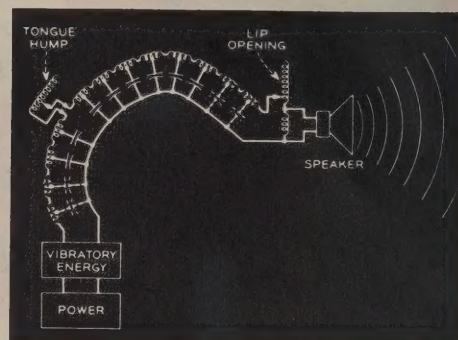 TONGUE
HUMP
LIP
OPENING
SPEAKER
VIBRATORY
ENERGY
POWER